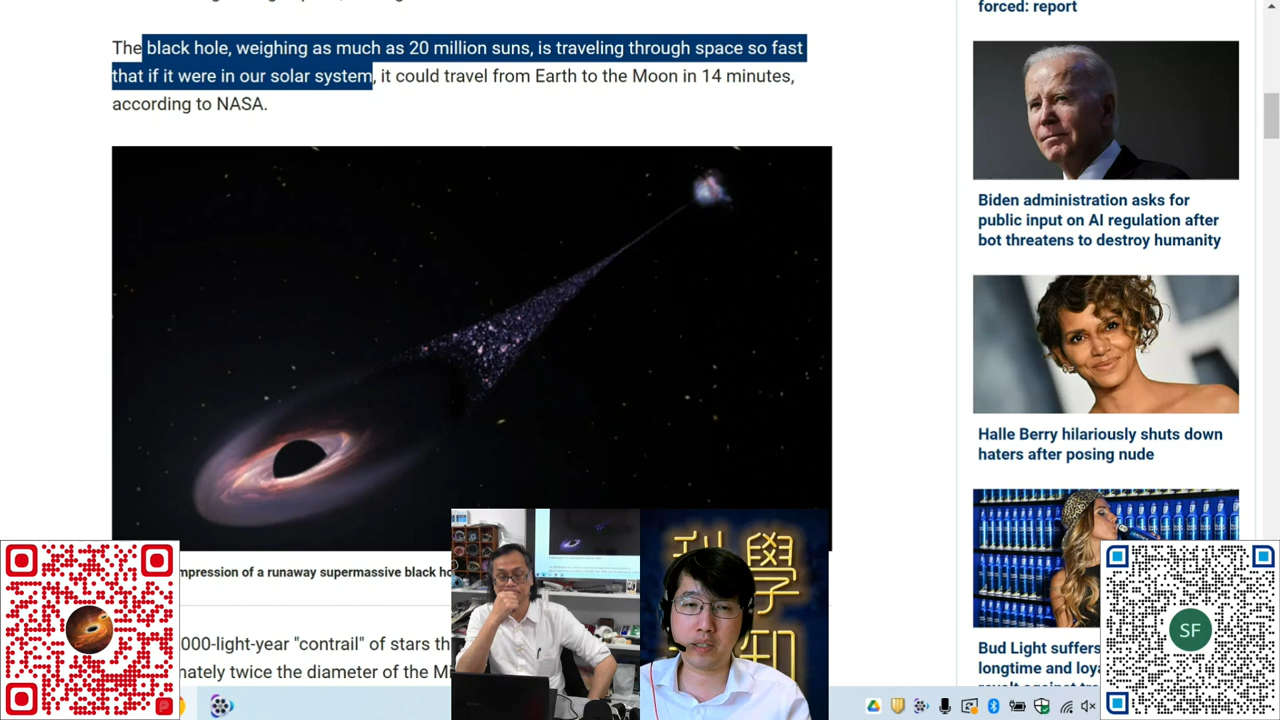 The black hole, weighing as much as 20 million suns, is traveling through space so fast
that if it were in our solar system, it could travel from Earth to the Moon in 14 minutes,
according to NASA.
mpression of a runaway supermassive black ho
000-light-year "contrail" of stars th
nately twice the diameter of the Mi
forced: report
Biden administration asks for
public input on AI regulation after
bot threatens to destroy humanity
Halle Berry hilariously shuts down
haters after posing nude
Bud Light suffers
longtime and loya
科學
SF